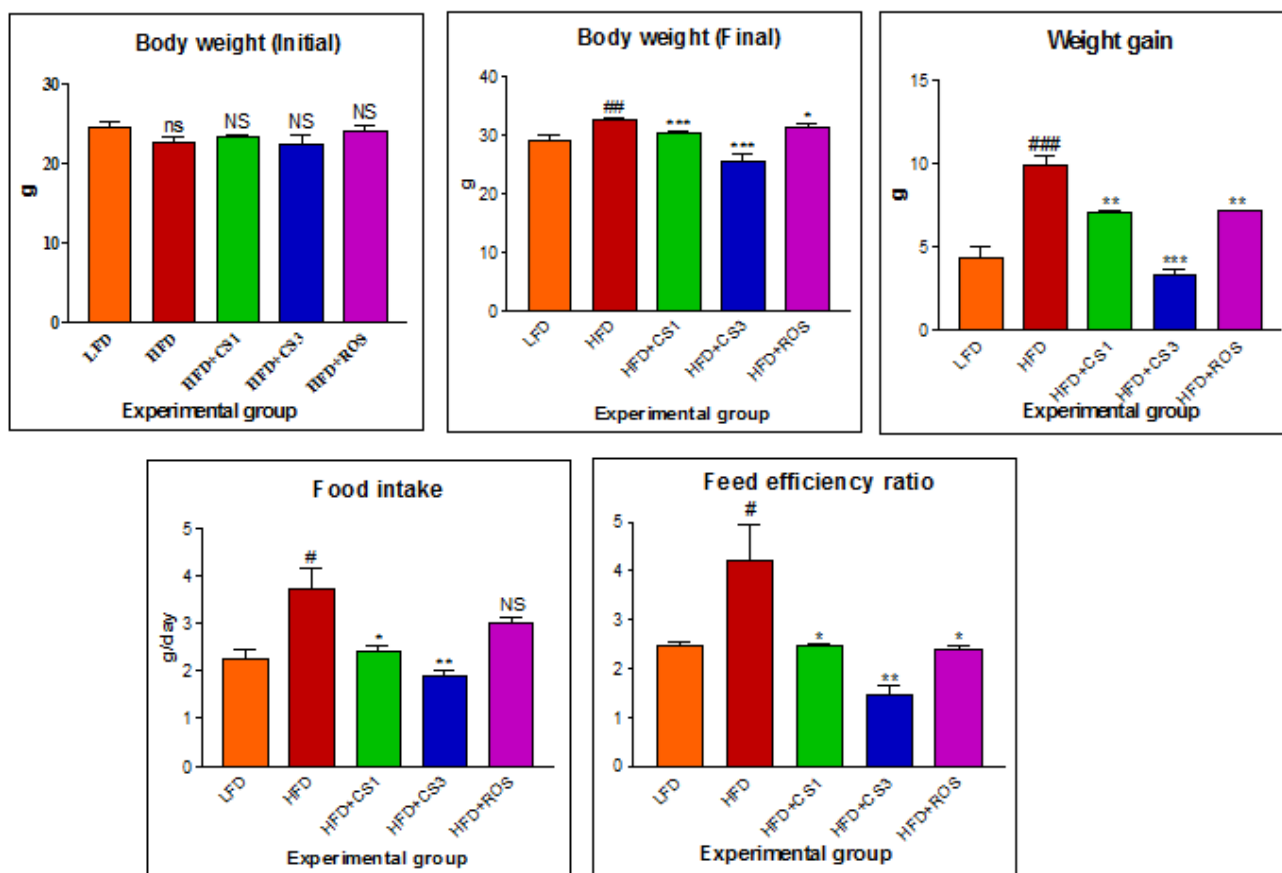 Body weight (Initial)
30
20
10
0
g
ns
NS
NS
NS
LFD
HFD
HFD+CS1
HFD+CS3
HFD+ROS
Experimental group
Body weight (Final)
40
30
20
10
0
g
##
***
***
*
LFD
HFD
HFD+CS1
HFD+CS3
HFD+ROS
Experimental group
Weight gain
15
10
5
0
g
###
**
***
**
LFD
HFD
HFD+CS1
HFD+CS3
HFD+ROS
Experimental group
Food intake
5
4
3
2
1
0
g/day
#
*
**
NS
LFD
HFD
HFD+CS1
HFD+CS3
HFD+ROS
Experimental group
Feed efficiency ratio
5
4
3
2
1
0
#
*
**
*
LFD
HFD
HFD+CS1
HFD+CS3
HFD+ROS
Experimental group